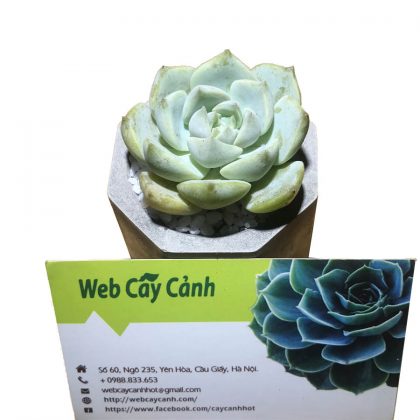 Web Cây Cảnh
Số 60, Ngõ 235, Yên Hòa, Cầu Giấy, Hà Nội.
+ 0988.833.653
webcaycanhhot@gmail.com
http://webcaycanh.com/
https://www.facebook.com/caycanhhot